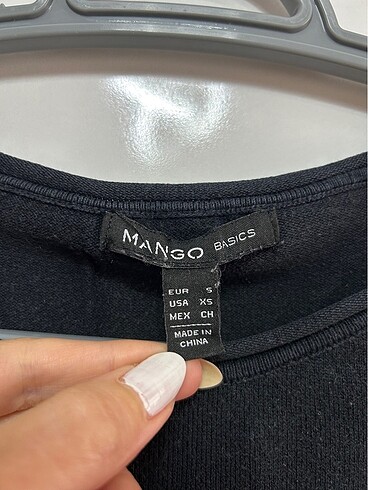 MANGO BASICS
EUR S
USA XS
MEX CH
MADE IN
CHINA